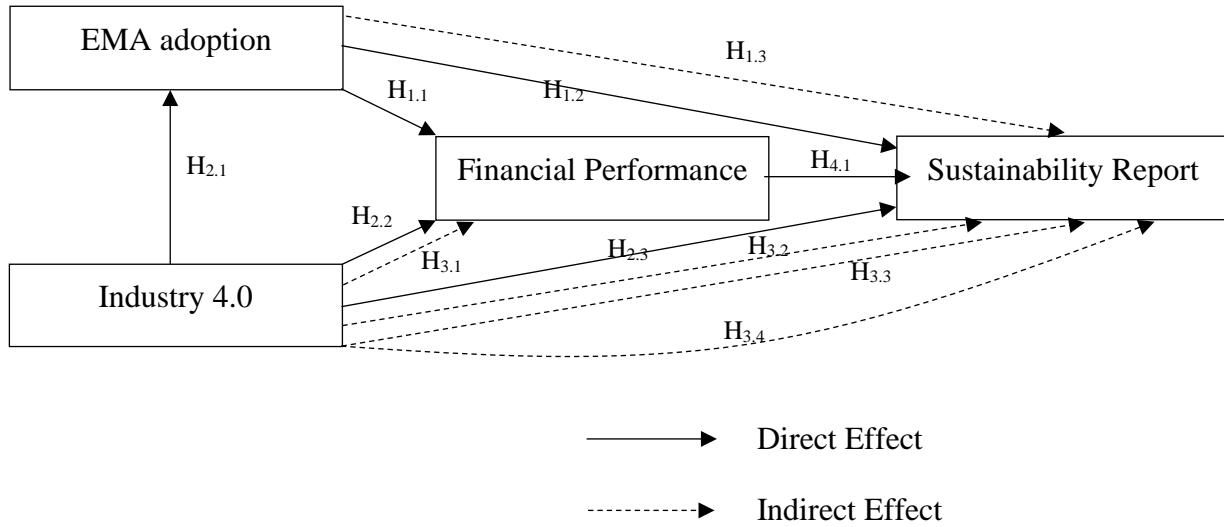 EMA adoption
H1.3
H1.1
H1.2
H2.1
Financial Performance
H4.1
Sustainability Report
H2.2
H3.1
H2.3
H3.2
H3.3
Industry 4.0
H3.4
Direct Effect
Indirect Effect